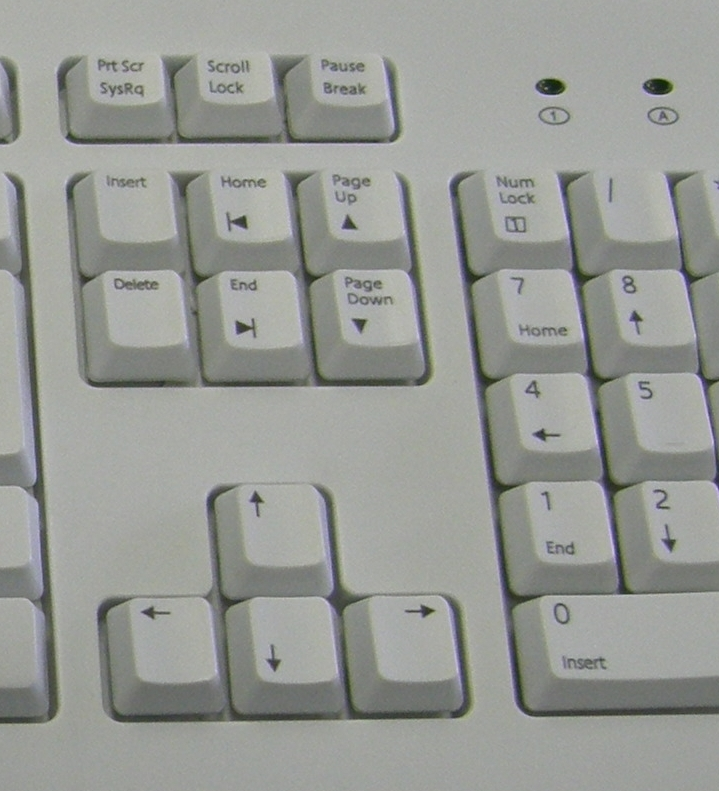 Prt Scr
SysRq
Scroll
Lock
Pause
Break
1
A
Insert
Home
Page
Up
Num
Lock
1
/
Delete
End
Page
Down
7
Home
8
4
5
1
End
2
0
Insert